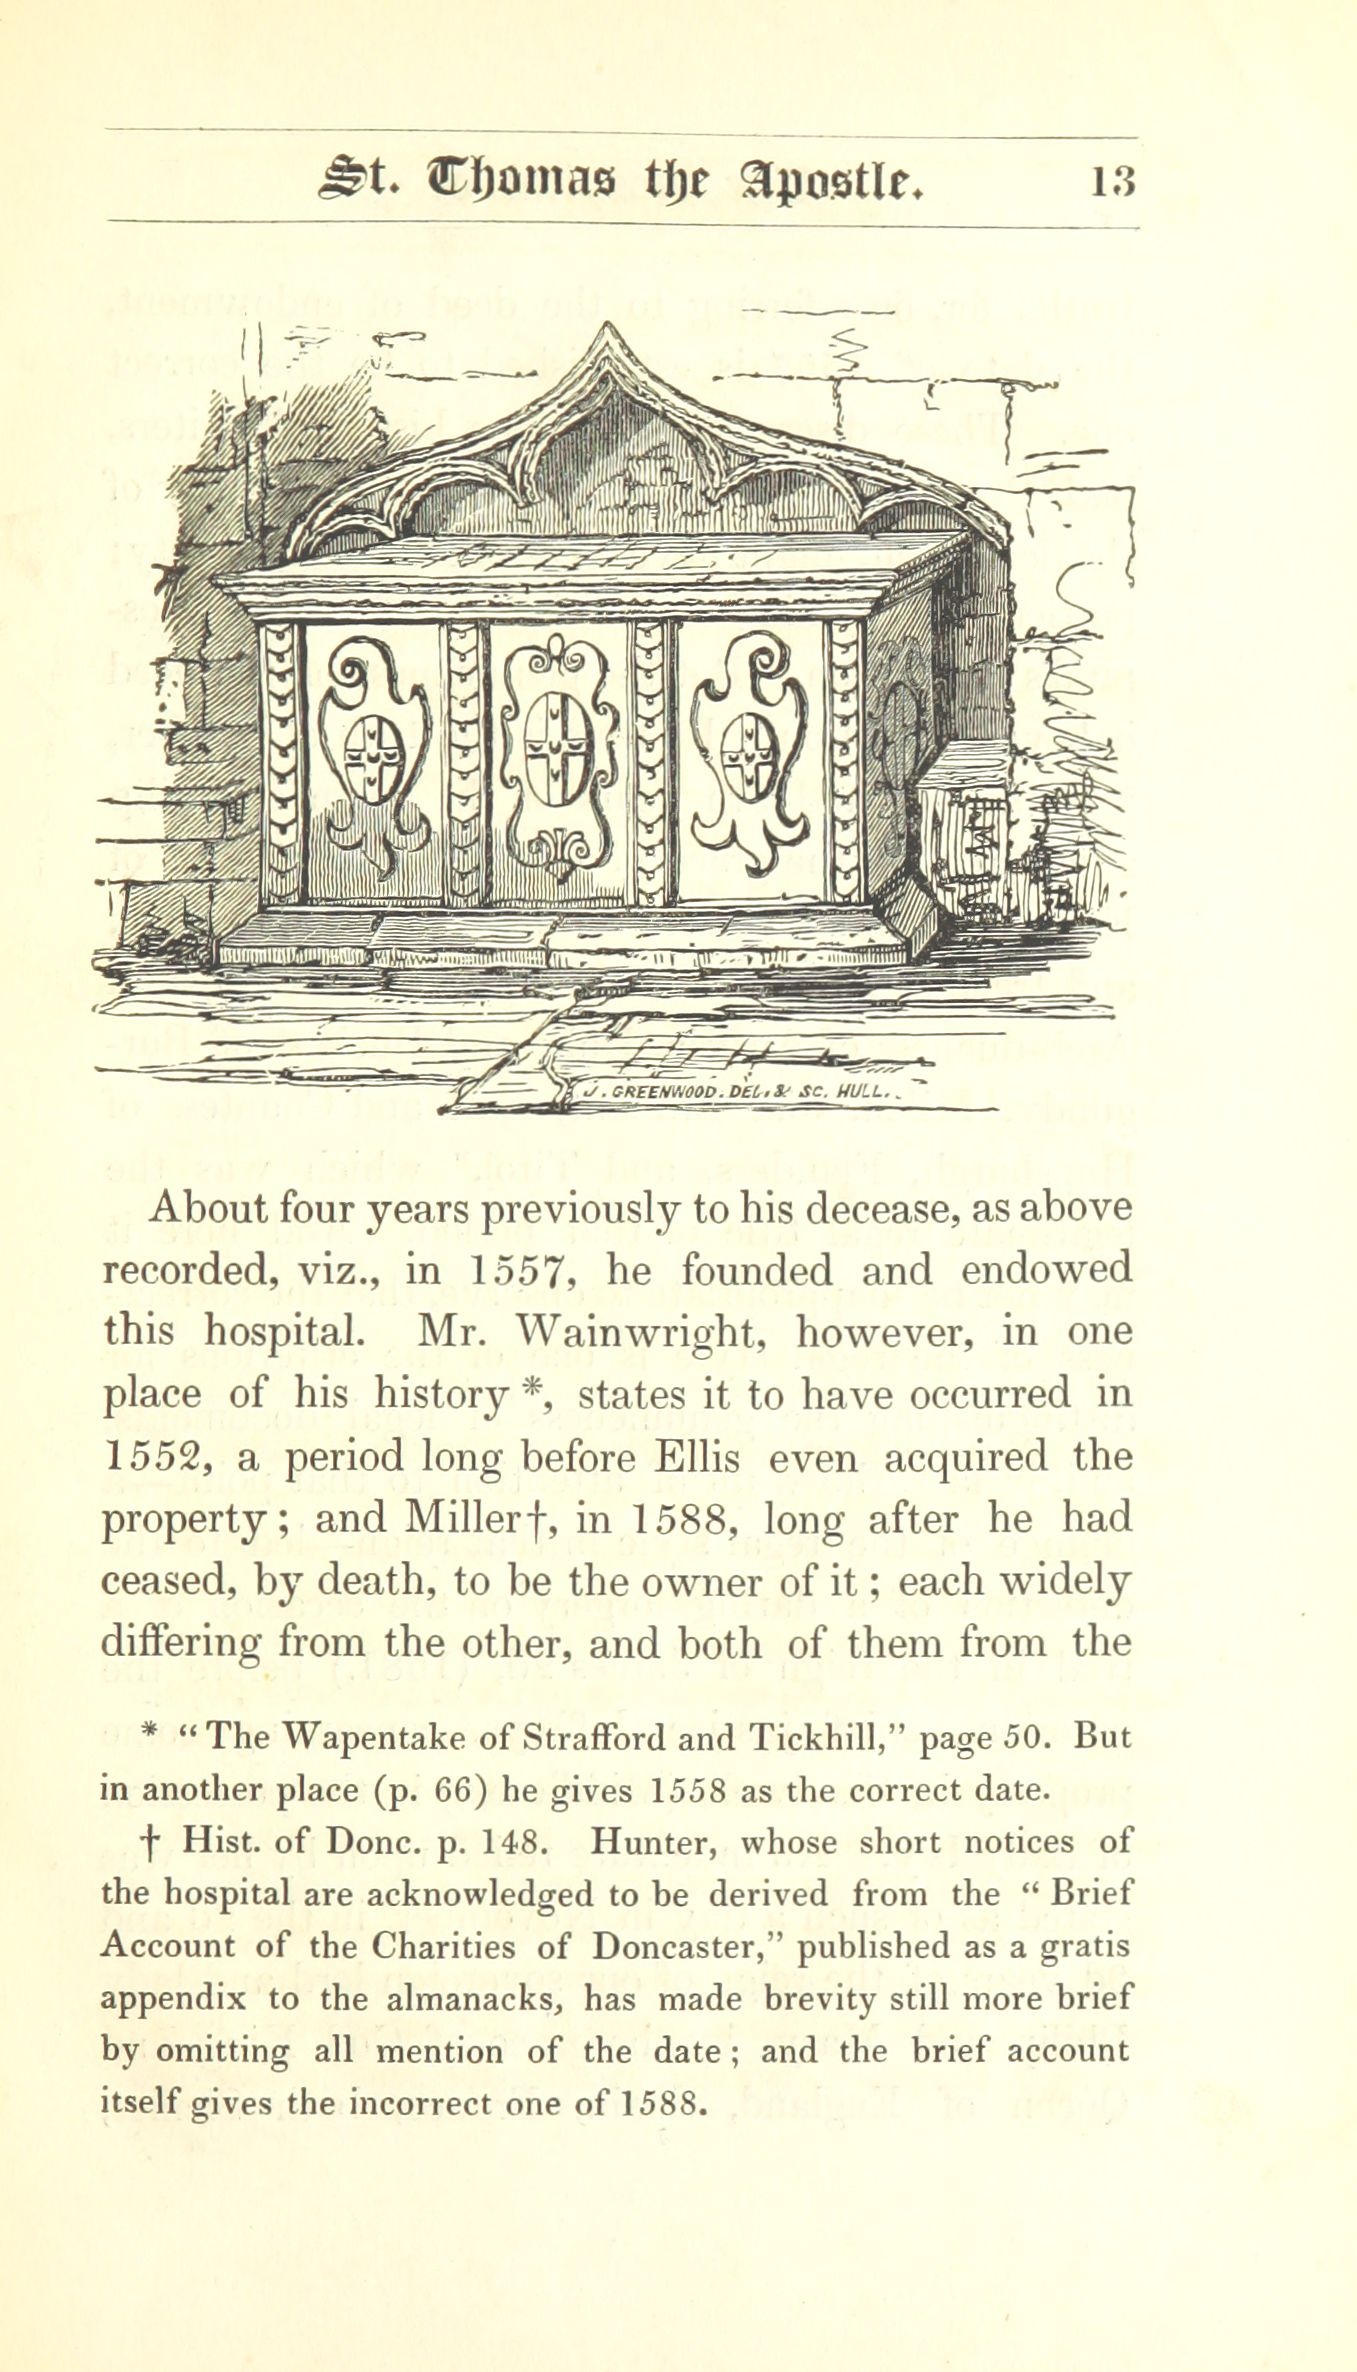 St. Thomas the Apostle. 13
J. GREENWOOD. DEL. & SC. HULL.
About four years previously to his decease, as above
recorded, viz., in 1557, he founded and endowed
this hospital. Mr. Wainwright, however, in one
place of his history *, states it to have occurred in
1552, a period long before Ellis even acquired the
property; and Miller†, in 1588, long after he had
ceased, by death, to be the owner of it; each widely
differing from the other, and both of them from the
* “The Wapentake of Strafford and Tickhill,” page 50. But
in another place (p. 66) he gives 1558 as the correct date.
† Hist. of Donc. p. 148. Hunter, whose short notices of
the hospital are acknowledged to be derived from the “Brief
Account of the Charities of Doncaster,” published as a gratis
appendix to the almanacks, has made brevity still more brief
by omitting all mention of the date; and the brief account
itself gives the incorrect one of 1588.